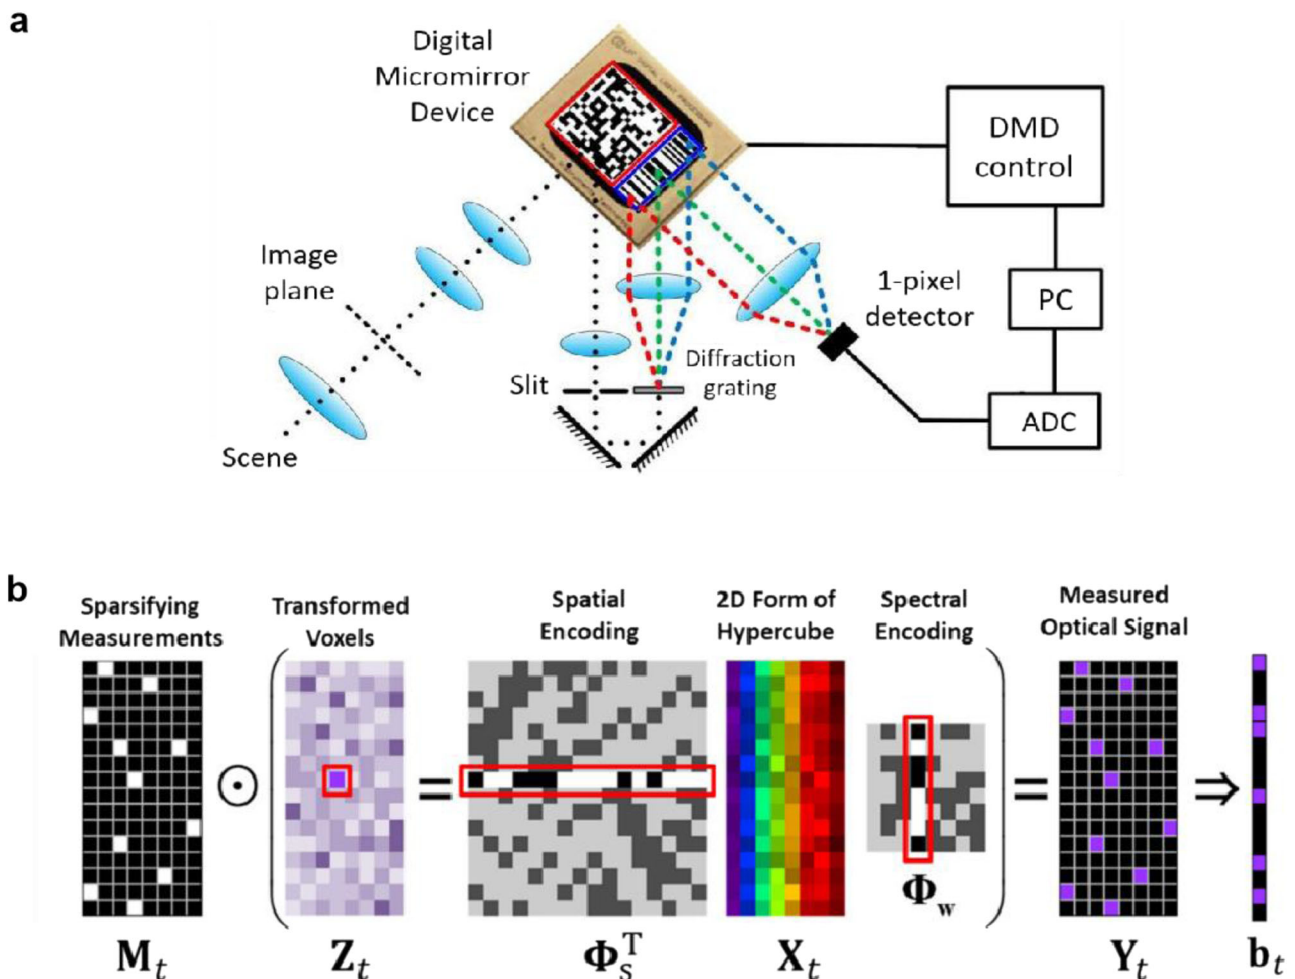 a
Digital
Micromirror
Device
DMD
control
Image
plane
1-pixel
detector
PC
Diffraction
grating
Slit
ADC
Scene
b
Sparsifying
Measurements
Transformed
Voxels
Spatial
Encoding
2D Form of
Hypercube
Spectral
Encoding
Measured
Optical Signal
⊙ ( = ) = ⇒
Φw
Mt
Zt
ΦsT
Xt
Yt
bt